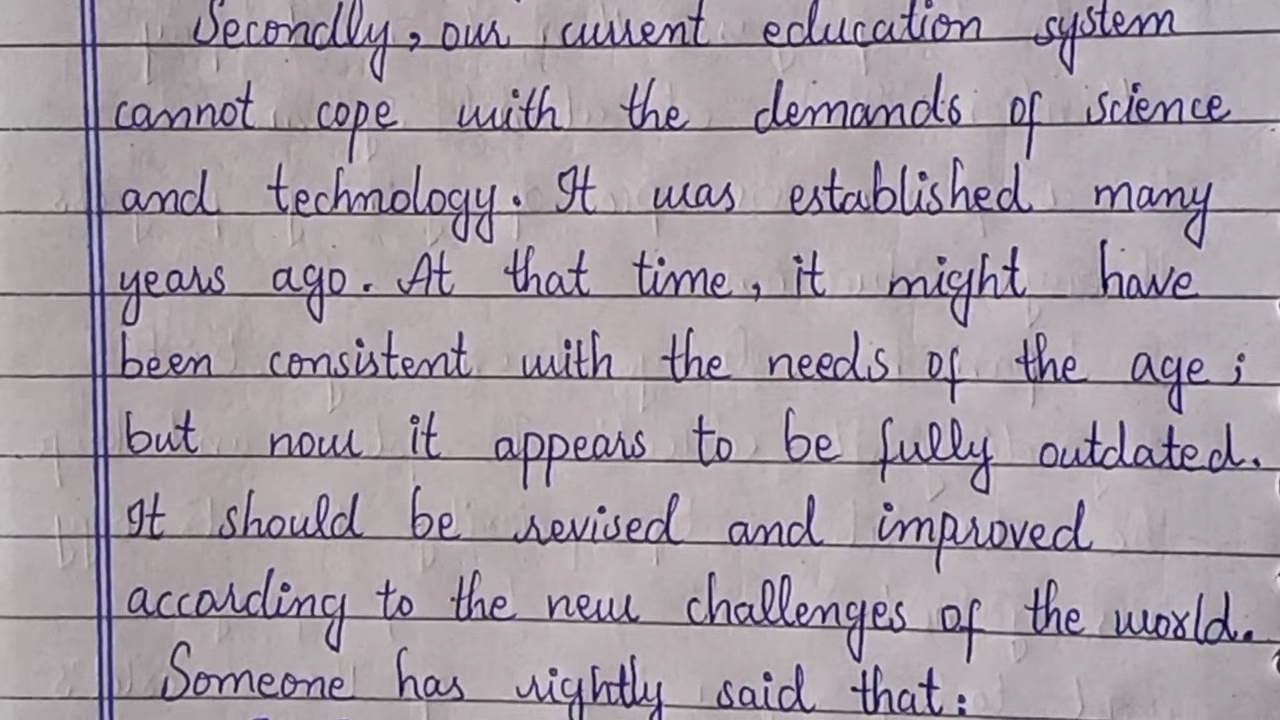 Secondly, our current education system
cannot cope with the demands of science
and technology. It was established many
years ago. At that time, it might have
been consistent with the needs of the age;
but now it appears to be fully outdated.
It should be revised and improved
according to the new challenges of the world.
Someone has rightly said that: